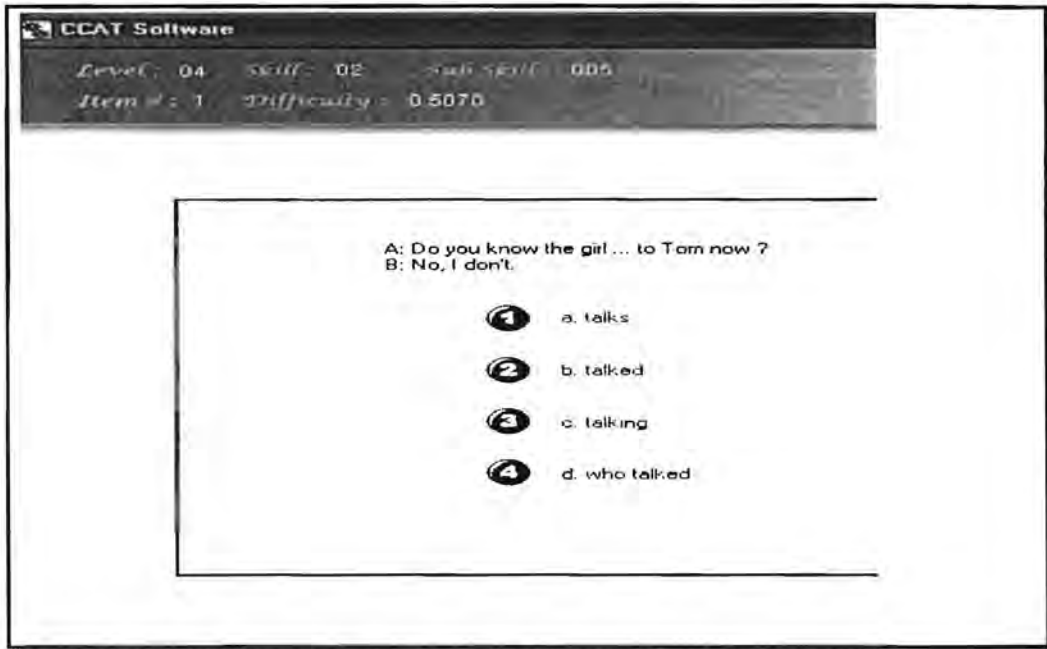 CCAT Software
Level: 04 Skill: 02 Sub Skill: 005
Item #: 1 Difficulty: 0.5070
A: Do you know the girl ... to Tom now ?
B: No, I don't.
1 a. talks
2 b. talked
3 c. talking
4 d. who talked